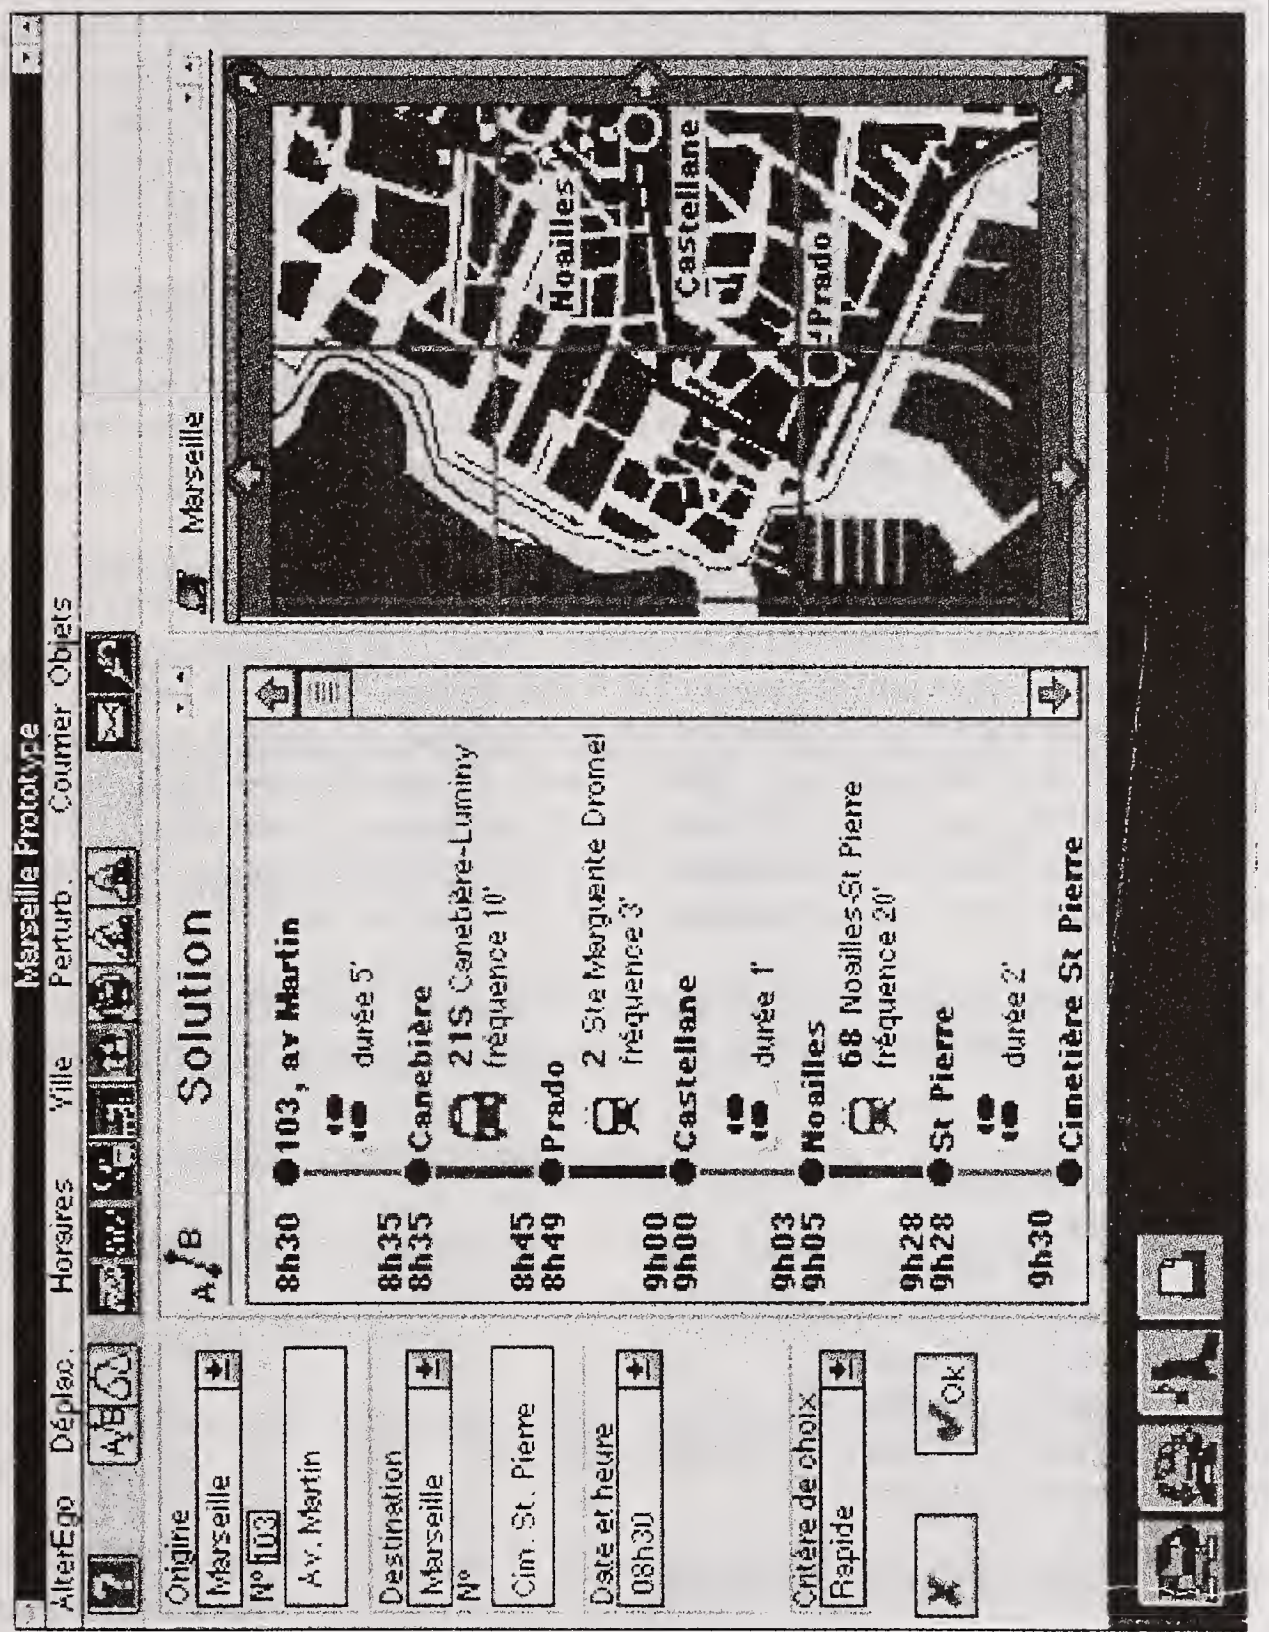 Marseille Prototype
AlterEgo Déplac. Horaires Ville Perturb. Courrier Objets
?
A/B
Origine
Marseille
N° 103
Av. Martin
Destination
Marseille
N°
Cim. St. Pierre
Date et heure
08h30
Critère de choix
Rapide
Ok
A B Solution
8h30 103, av Martin
durée 5'
8h35
8h35 Canebière
21S Canebière-Luminy
fréquence 10'
8h45
8h49 Prado
2 Ste Marguerite Dromel
fréquence 3'
9h00
9h00 Castellane
durée 1'
9h03
9h05 Noailles
68 Noailles-St Pierre
fréquence 20'
9h28
9h28 St Pierre
durée 2'
9h30 Cimetière St Pierre
Marseille
Noailles
Castellane
Prado